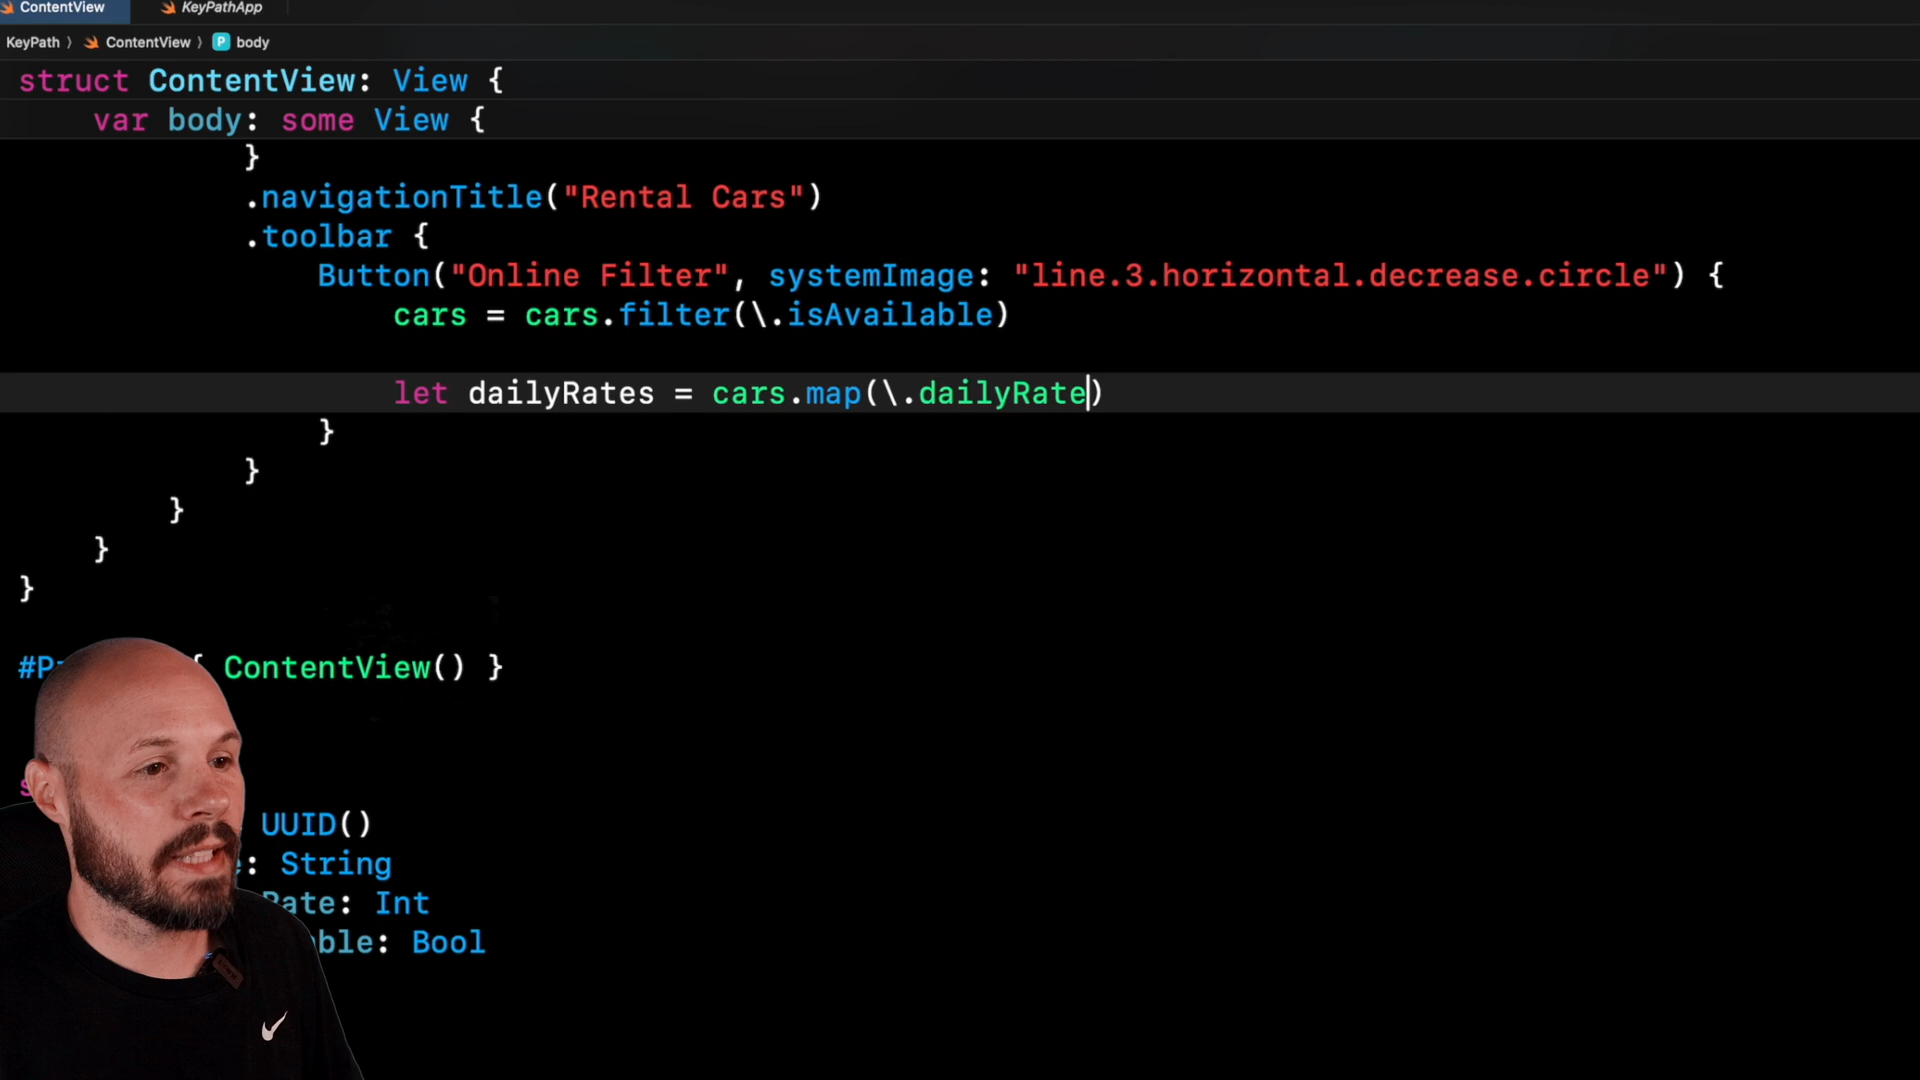 ContentView KeyPathApp
KeyPath 〉 ContentView 〉 P body
struct ContentView: View {
var body: some View {
}
.navigationTitle("Rental Cars")
.toolbar {
Button("Online Filter", systemImage: "line.3.horizontal.decrease.circle") {
cars = cars.filter(\.isAvailable)
let dailyRates = cars.map(\.dailyRate)
}
}
}
}
}
{ ContentView() }
UUID()
: String
Rate: Int
ble: Bool